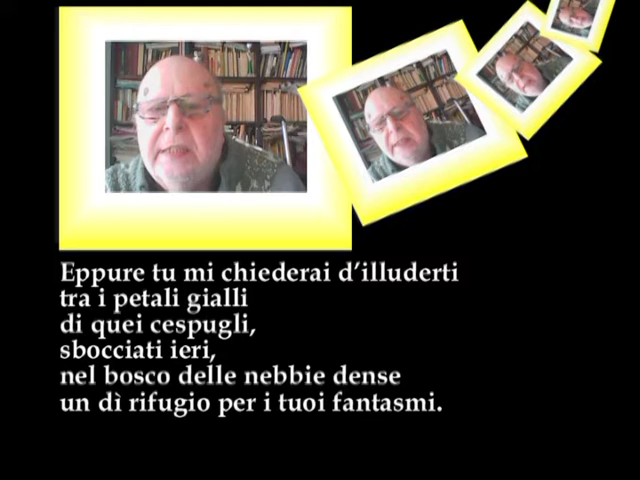 Eppure tu mi chiederai d’illuderti
tra i petali gialli
di quei cespugli,
sbocciati ieri,
nel bosco delle nebbie dense
un dì rifugio per i tuoi fantasmi.